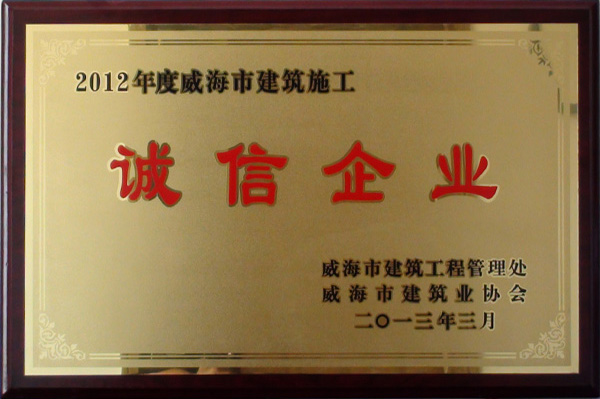 2012年度威海市建筑施工
诚信企业
威海市建筑工程管理处
威海市建筑业协会
二〇一三年三月